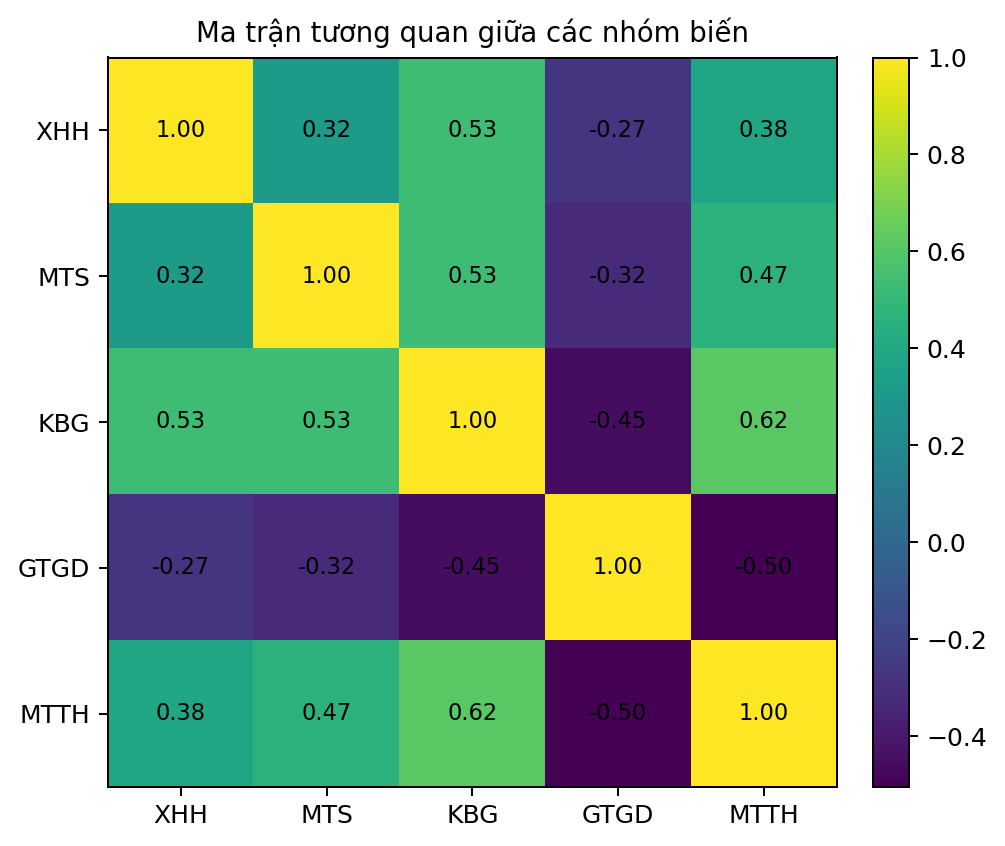 Ma trận tương quan giữa các nhóm biến
XHH 1.00 0.32 0.53 -0.27 0.38
MTS 0.32 1.00 0.53 -0.32 0.47
KBG 0.53 0.53 1.00 -0.45 0.62
GTGD -0.27 -0.32 -0.45 1.00 -0.50
MTTH 0.38 0.47 0.62 -0.50 1.00
XHH MTS KBG GTGD MTTH
1.0
0.8
0.6
0.4
0.2
0.0
−0.2
−0.4